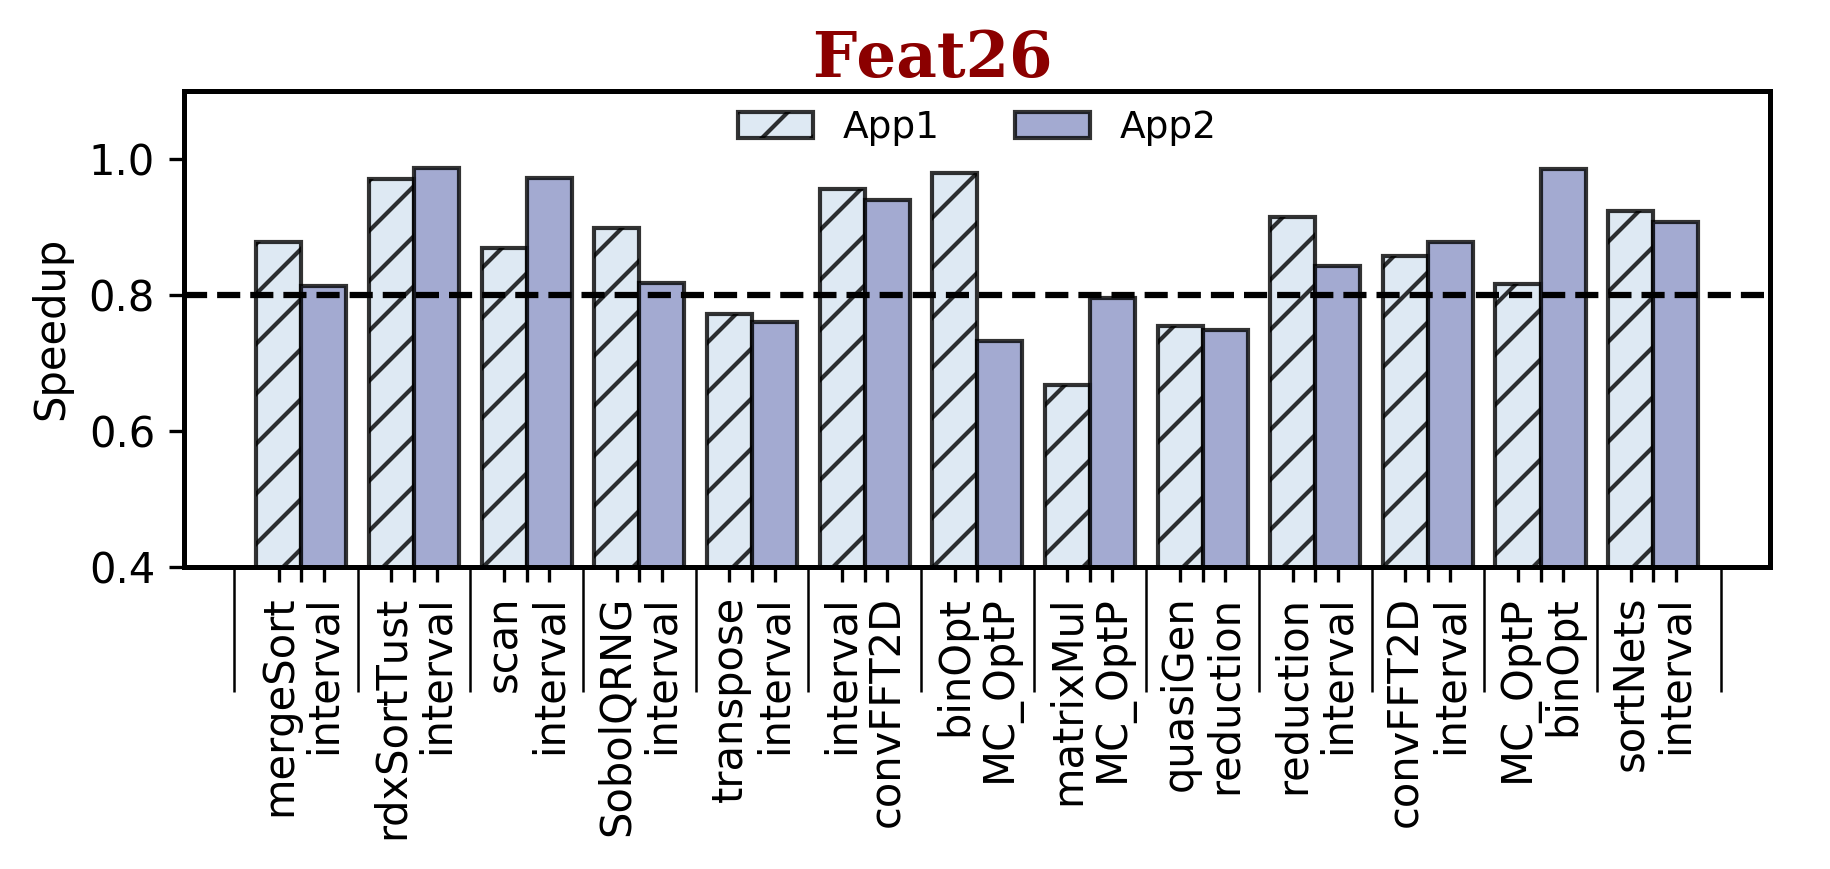 Feat26
App1 App2
Speedup
1.0
0.8
0.6
0.4
mergeSort
interval
rdxSortTust
interval
scan
interval
SobolQRNG
interval
transpose
interval
interval
convFFT2D
binOpt
MC_OptP
matrixMul
MC_OptP
quasiGen
reduction
reduction
interval
convFFT2D
interval
MC_OptP
binOpt
sortNets
interval